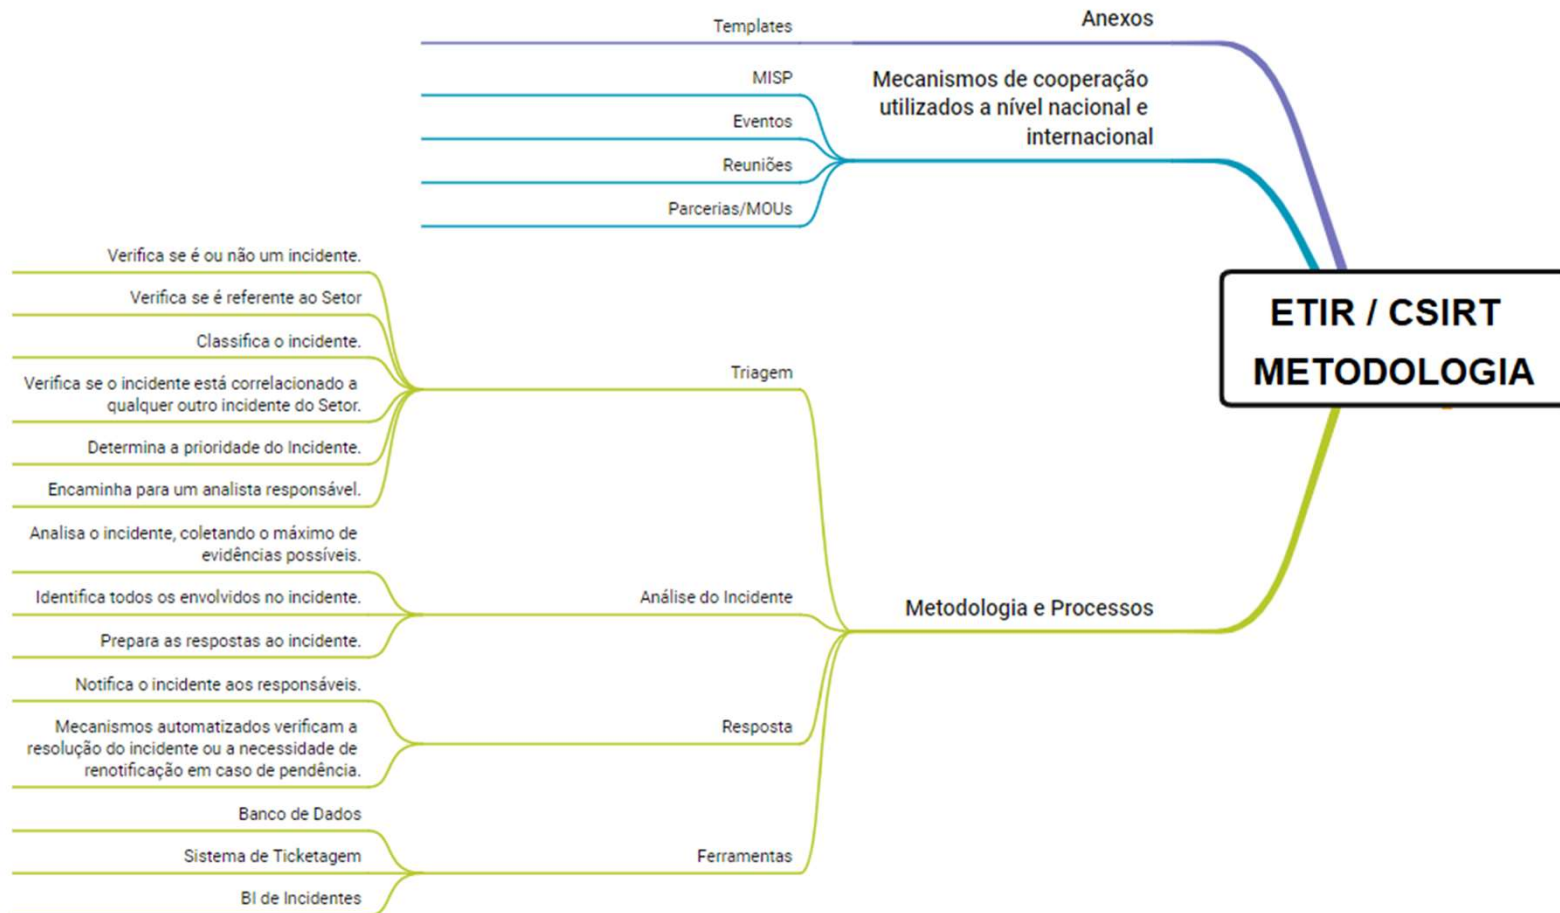 Anexos
Templates
Mecanismos de cooperação
utilizados a nível nacional e
internacional
MISP
Eventos
Reuniões
Parcerias/MOUs
ETIR / CSIRT
METODOLOGIA
Metodologia e Processos
Triagem
Verifica se é ou não um incidente.
Verifica se é referente ao Setor
Classifica o incidente.
Verifica se o incidente está correlacionado a
qualquer outro incidente do Setor.
Determina a prioridade do Incidente.
Encaminha para um analista responsável.
Análise do Incidente
Analisa o incidente, coletando o máximo de
evidências possíveis.
Identifica todos os envolvidos no incidente.
Prepara as respostas ao incidente.
Resposta
Notifica o incidente aos responsáveis.
Mecanismos automatizados verificam a
resolução do incidente ou a necessidade de
renotificação em caso de pendência.
Ferramentas
Banco de Dados
Sistema de Ticketagem
BI de Incidentes